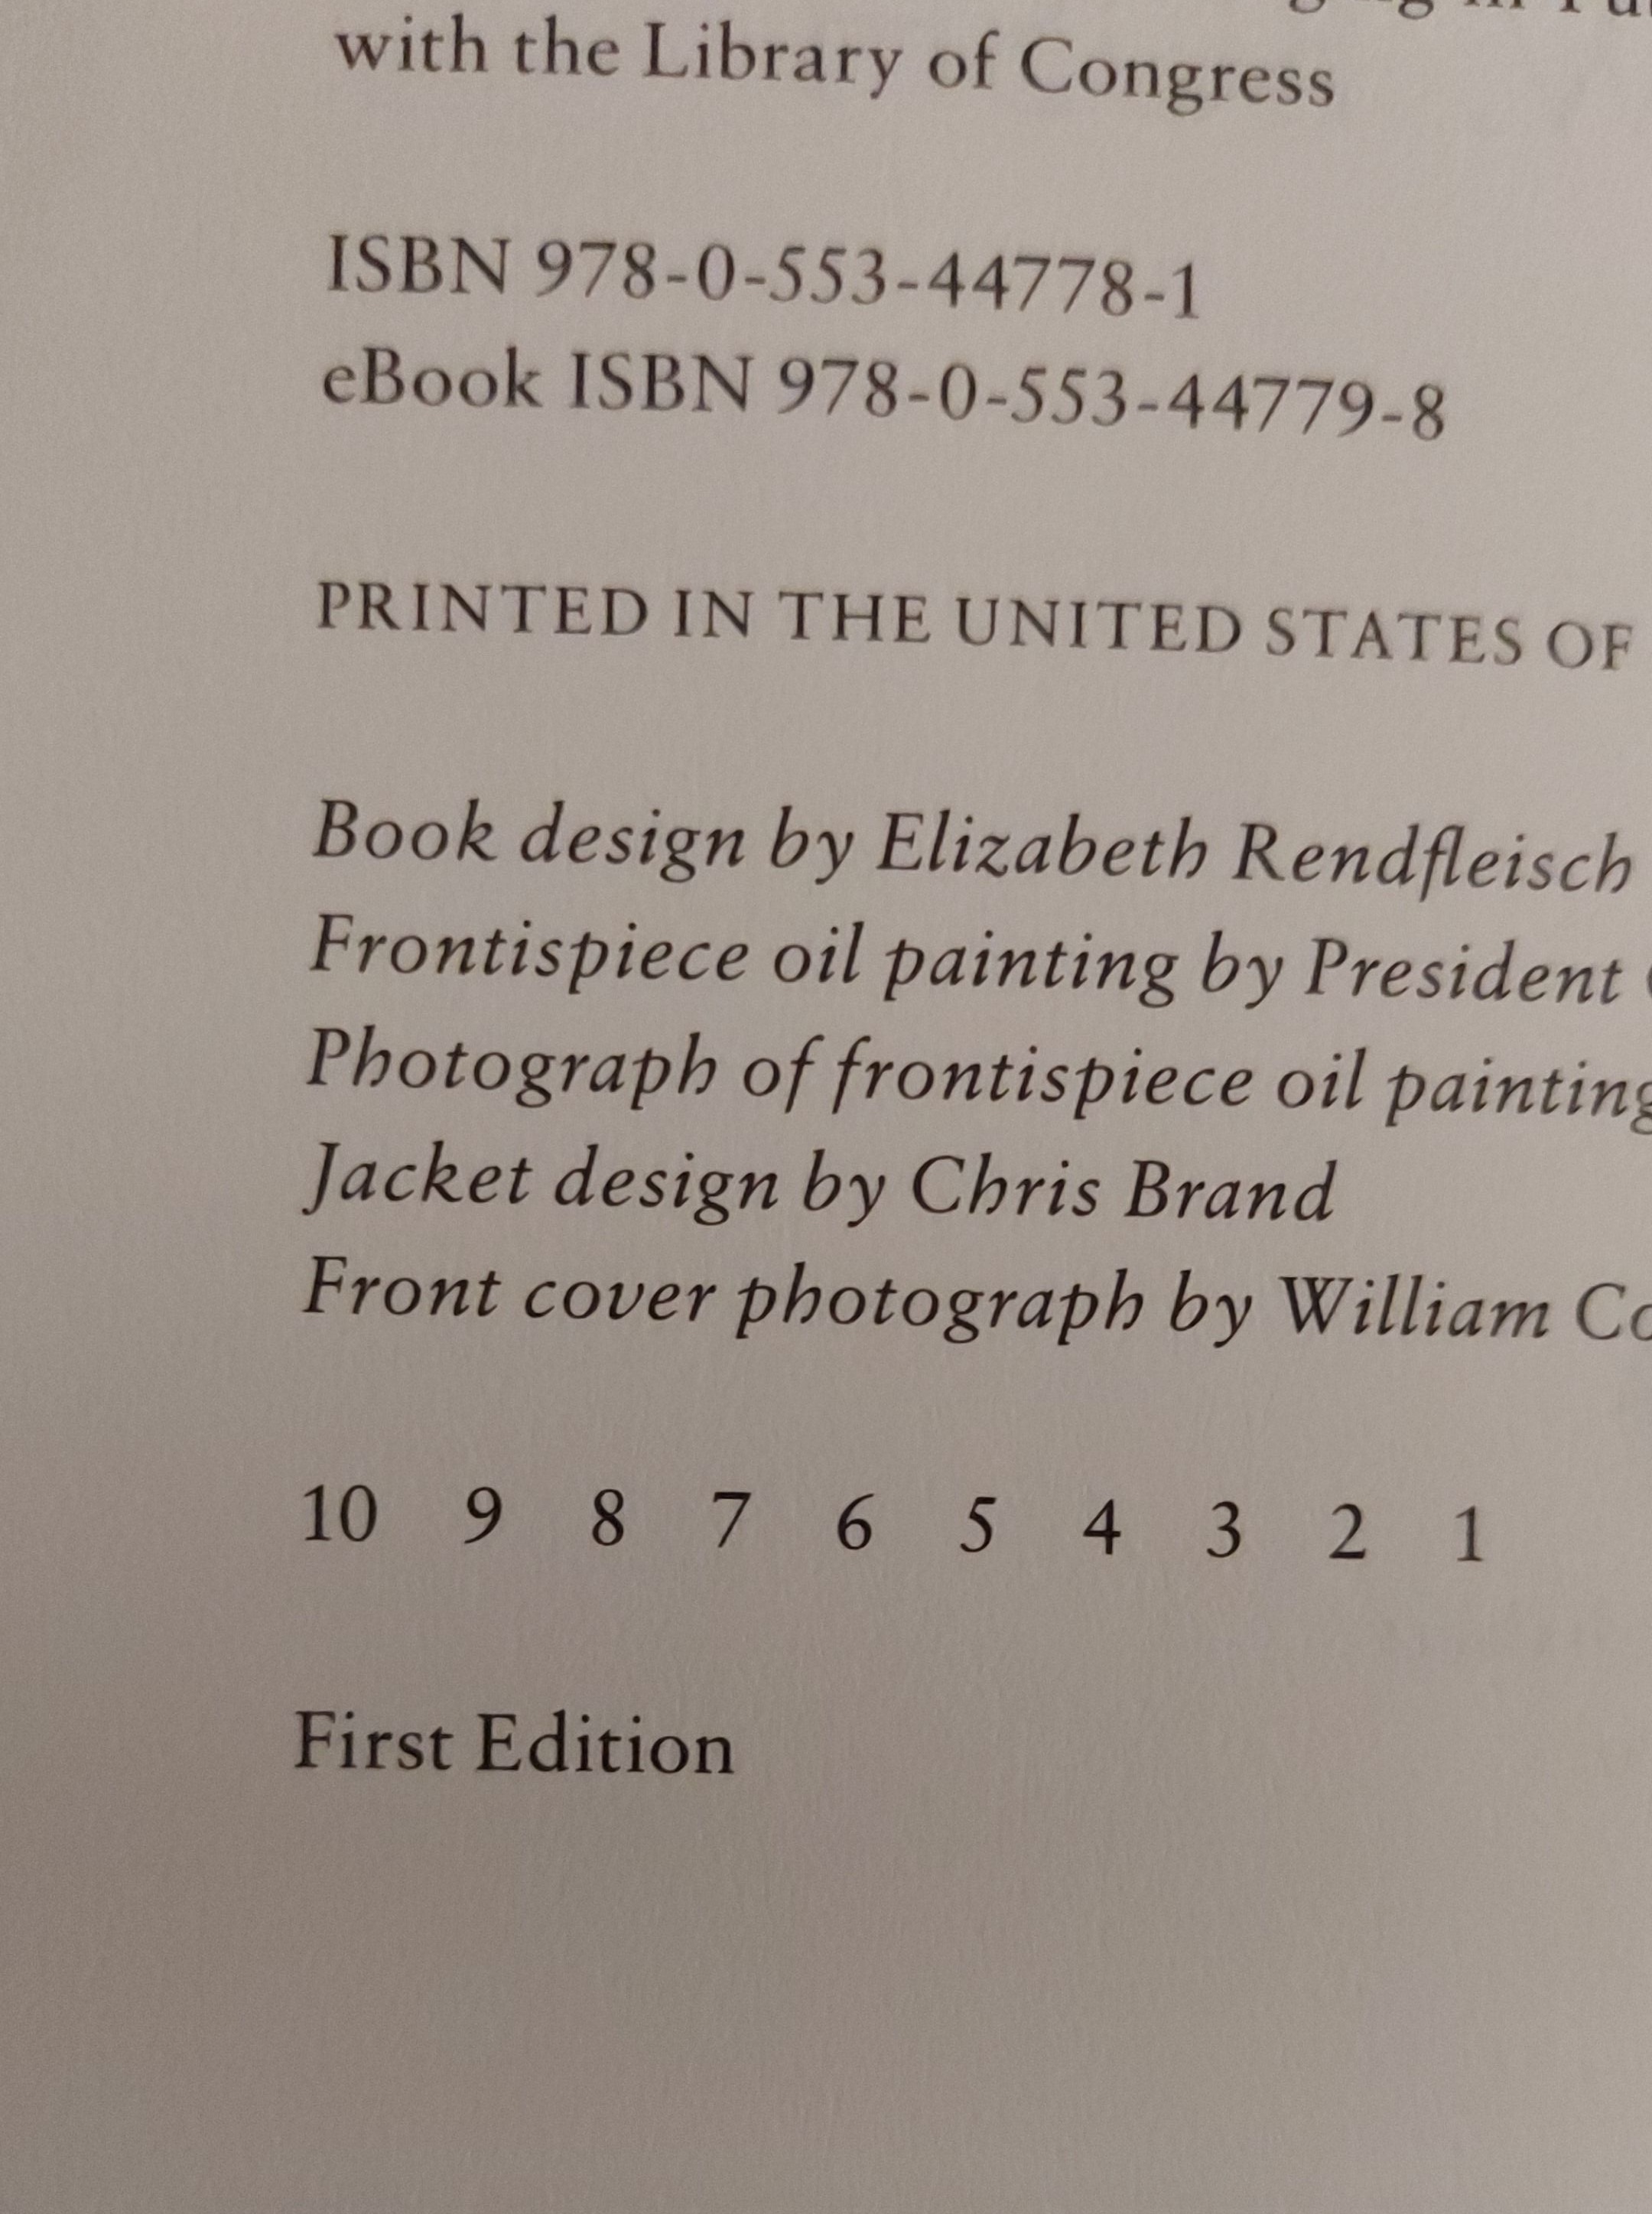 with the Library of Congress
ISBN 978-0-553-44778-1
eBook ISBN 978-0-553-44779-8
PRINTED IN THE UNITED STATES OF
Book design by Elizabeth Rendfleisch
Frontispiece oil painting by President
Photograph of frontispiece oil painting
Jacket design by Chris Brand
Front cover photograph by William Co
10 9 8 7 6 5 4 3 2 1
First Edition